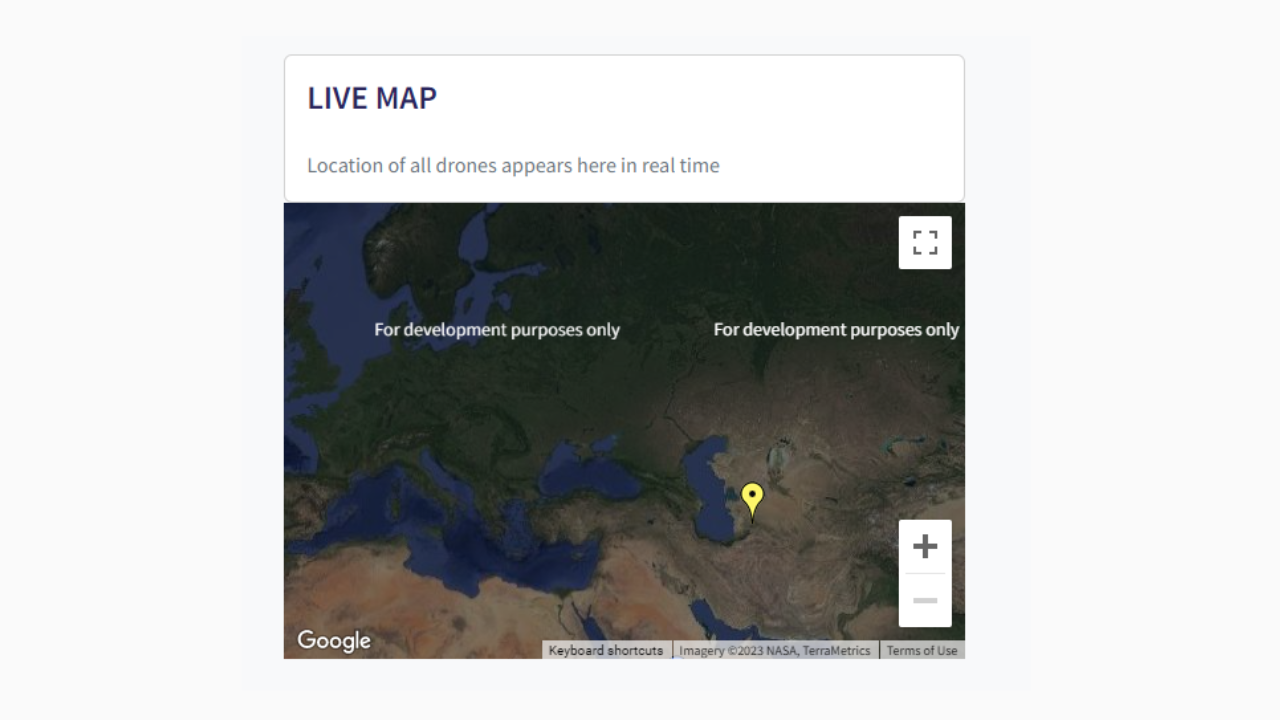 LIVE MAP
Location of all drones appears here in real time
For development purposes only
For development purposes only
Google
Keyboard shortcuts
Imagery ©2023 NASA, TerraMetrics
Terms of Use